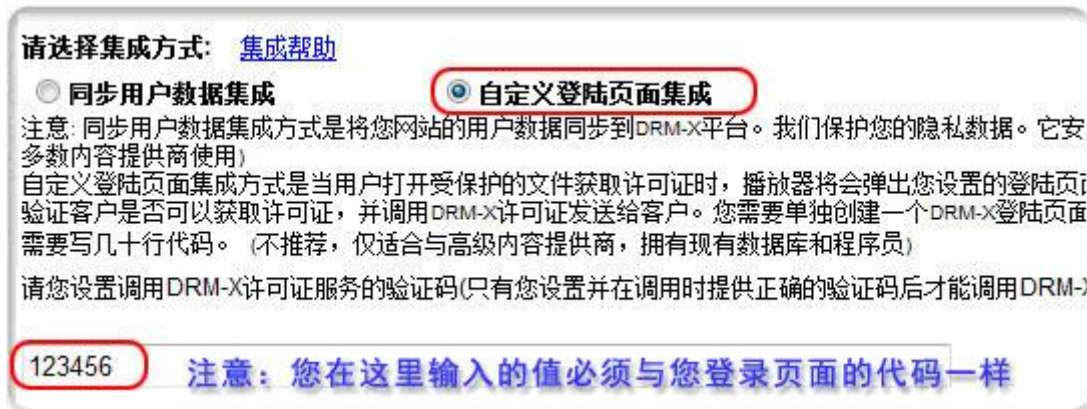 请选择集成方式: 集成帮助
同步用户数据集成 自定义登陆页面集成
注意: 同步用户数据集成方式是将您网站的用户数据同步到DRM-X平台。我们保护您的隐私数据。它安
多数内容提供商使用)
自定义登陆页面集成方式是当用户打开受保护的文件获取许可证时，播放器将会弹出您设置的登陆页面
验证客户是否可以获取许可证，并调用DRM-X许可证发送给客户。您需要单独创建一个DRM-X登陆页面
需要写几十行代码。 (不推荐，仅适合与高级内容提供商，拥有现有数据库和程序员)
请您设置调用DRM-X许可证服务的验证码(只有您设置并在调用时提供正确的验证码后才能调用DRM-X
123456 注意：您在这里输入的值必须与您登录页面的代码一样